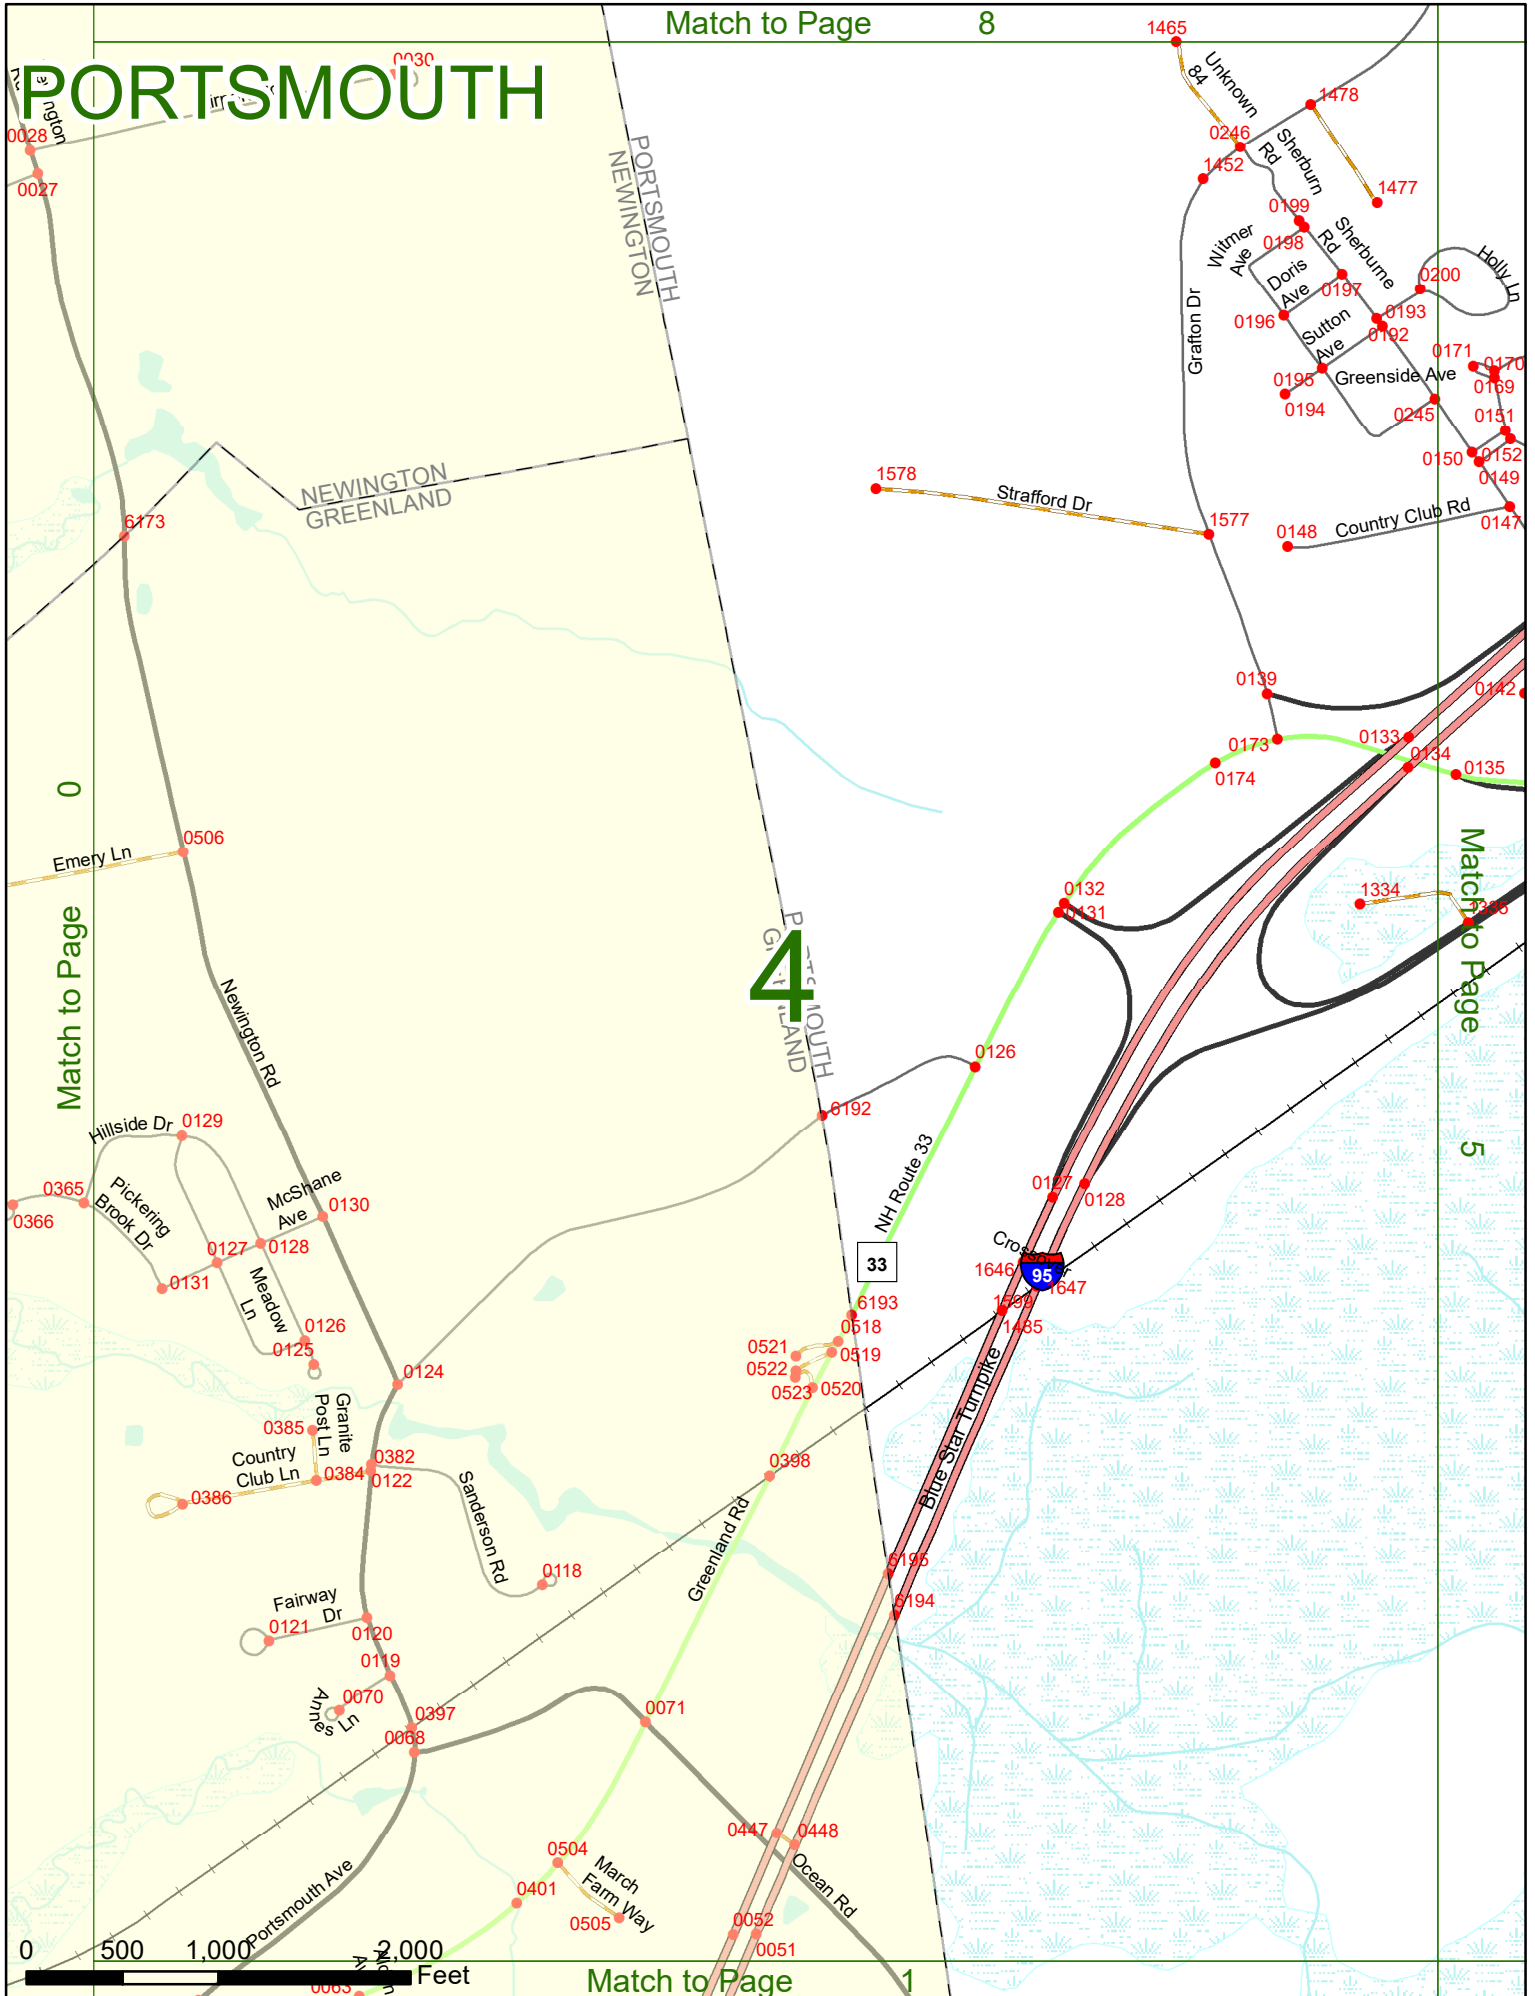 Match to Page 8
PORTSMOUTH
0030
1465
Unknown
84
1478
0028
0027
0246
1452
Sherburn
Rd
1477
PORTSMOUTH
NEWINGTON
0199
0198
Witmer
Ave
Sherburne
Rd
Doris
Ave
0197
0200
Holly Ln
0196
Sutton
Ave
0193
0192
Grafton Dr
0171
0170
0169
0195
0194
Greenside Ave
0245
0151
0150
0152
0149
NEWINGTON
GREENLAND
1578
Strafford Dr
1577
0148
Country Club Rd
0147
6173
0139
0142
0173
0174
0133
0134
0135
0
Match to Page
Emery Ln
0506
0132
0131
1334
1335
Match to Page
5
4
Newington Rd
0126
6192
Hillside Dr
0129
0365
0366
Pickering
Brook Dr
McShane
Ave
0130
0127
0128
0131
Meadow
Ln
0126
0125
NH Route 33
33
0127
0128
Crossover
1646
95
1647
1599
1485
6193
0518
0521
0519
0522
0523
0520
0124
Granite
Post Ln
0385
Country
Club Ln
0384
0382
0122
0386
0398
Sanderson Rd
Greenland Rd
Blue Star Turnpike
0118
6195
6194
Fairway
Dr
0121
0120
0119
0070
Annes Ln
0397
0068
0071
0447
0448
Ocean Rd
0504
March
Farm Way
0401
0505
0052
0051
Portsmouth Ave
0 500 1,000 2,000
Feet
0063
Match to Page 1